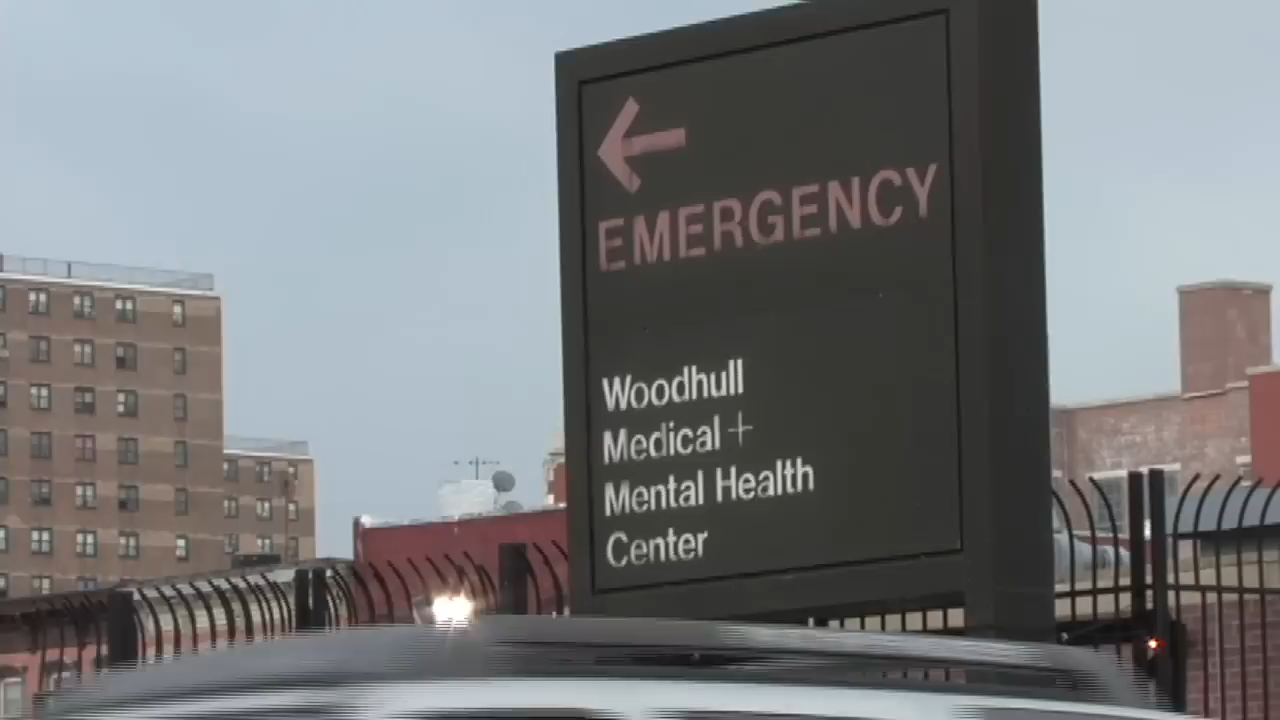 EMERGENCY
Woodhull
Medical +
Mental Health
Center